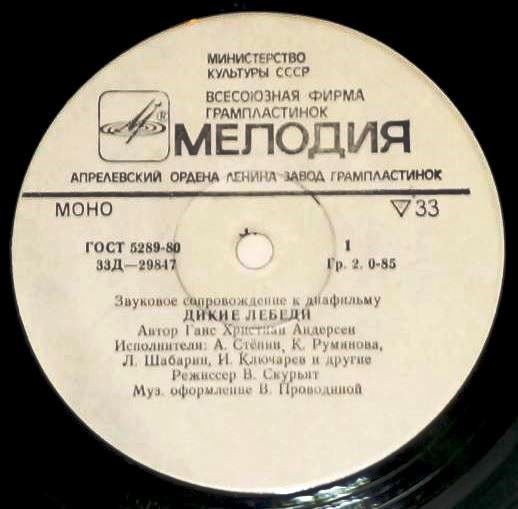 МИНИСТЕРСТВО
КУЛЬТУРЫ СССР
ВСЕСОЮЗНАЯ ФИРМА
ГРАМПЛАСТИНОК
®
МЕЛОДИЯ
АПРЕЛЕВСКИЙ ОРДЕНА ЛЕНИНА ЗАВОД ГРАМПЛАСТИНОК
МОНО ▽33
ГОСТ 5289-80 1
33Д—29847 Гр. 2. 0-85
Звуковое сопровождение к диафильму
ДИКИЕ ЛЕБЕДИ
Автор Ганс Христиан Андерсен
Исполнители: А. Стёпин, К. Румянова,
Л. Шабарин, И. Ключарев и другие
Режиссер В. Скурьят
Муз. оформление В. Проводиной